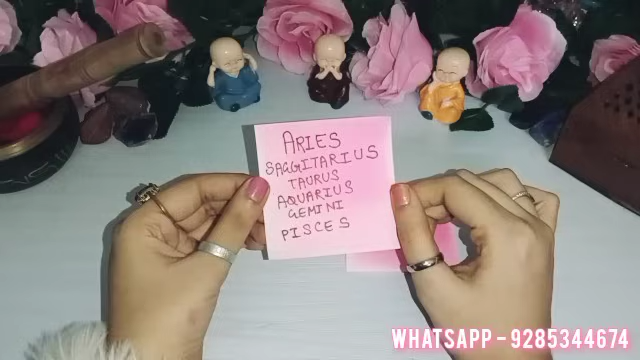 ARIES
SAGGITARIUS
TAURUS
AQUARIUS
GEMINI
PISCES
WHATSAPP - 9285344674